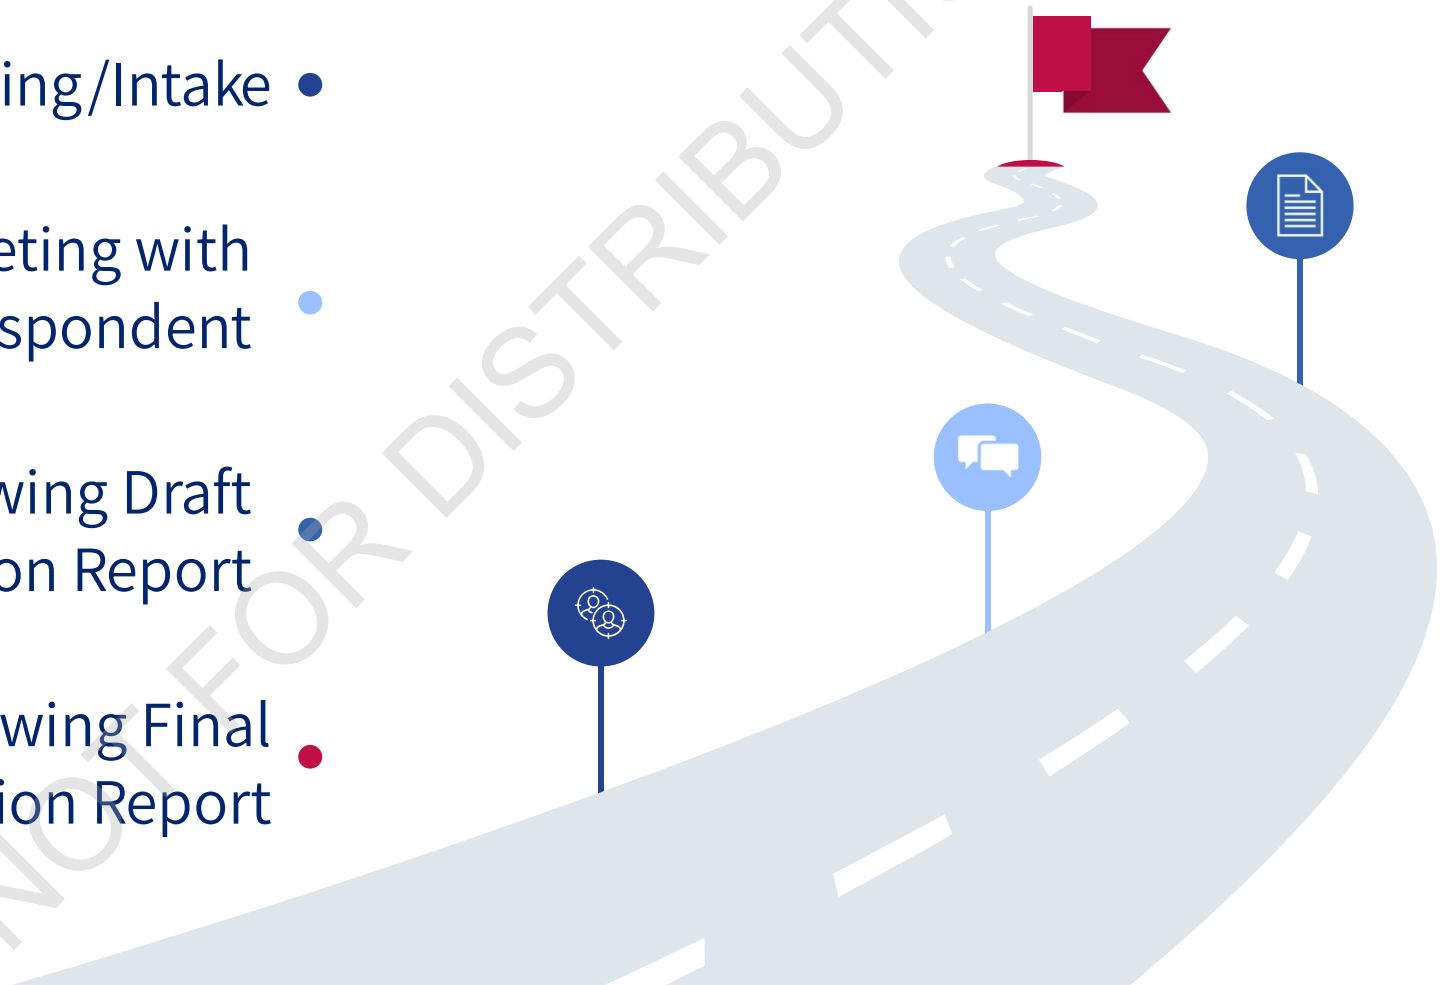 ing/Intake
eting with
spondent
wing Draft
on Report
wing Final
ion Report
NOT FOR DISTRIBUTI